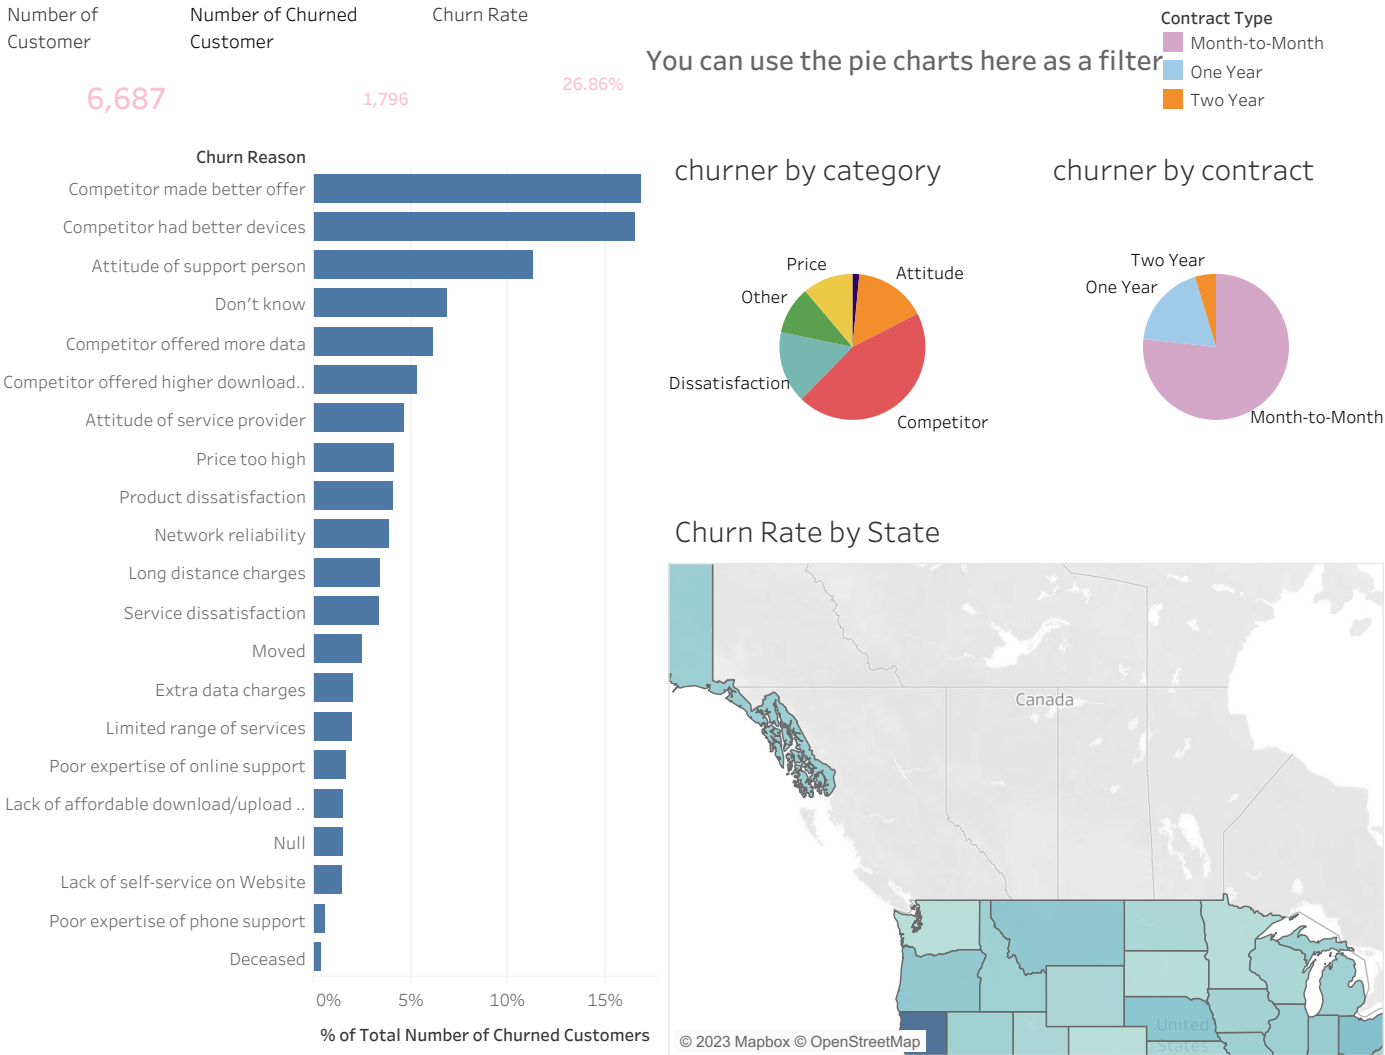 Number of
Customer
Number of Churned
Customer
Churn Rate
6,687
1,796
26.86%
You can use the pie charts here as a filter
Contract Type
Month-to-Month
One Year
Two Year
Churn Reason
Competitor made better offer
Competitor had better devices
Attitude of support person
Don't know
Competitor offered more data
Competitor offered higher download..
Attitude of service provider
Price too high
Product dissatisfaction
Network reliability
Long distance charges
Service dissatisfaction
Moved
Extra data charges
Limited range of services
Poor expertise of online support
Lack of affordable download/upload ..
Null
Lack of self-service on Website
Poor expertise of phone support
Deceased
0%
5%
10%
15%
% of Total Number of Churned Customers
churner by category
Price
Attitude
Other
Dissatisfaction
Competitor
churner by contract
Two Year
One Year
Month-to-Month
Churn Rate by State
Canada
United
States
© 2023 Mapbox © OpenStreetMap